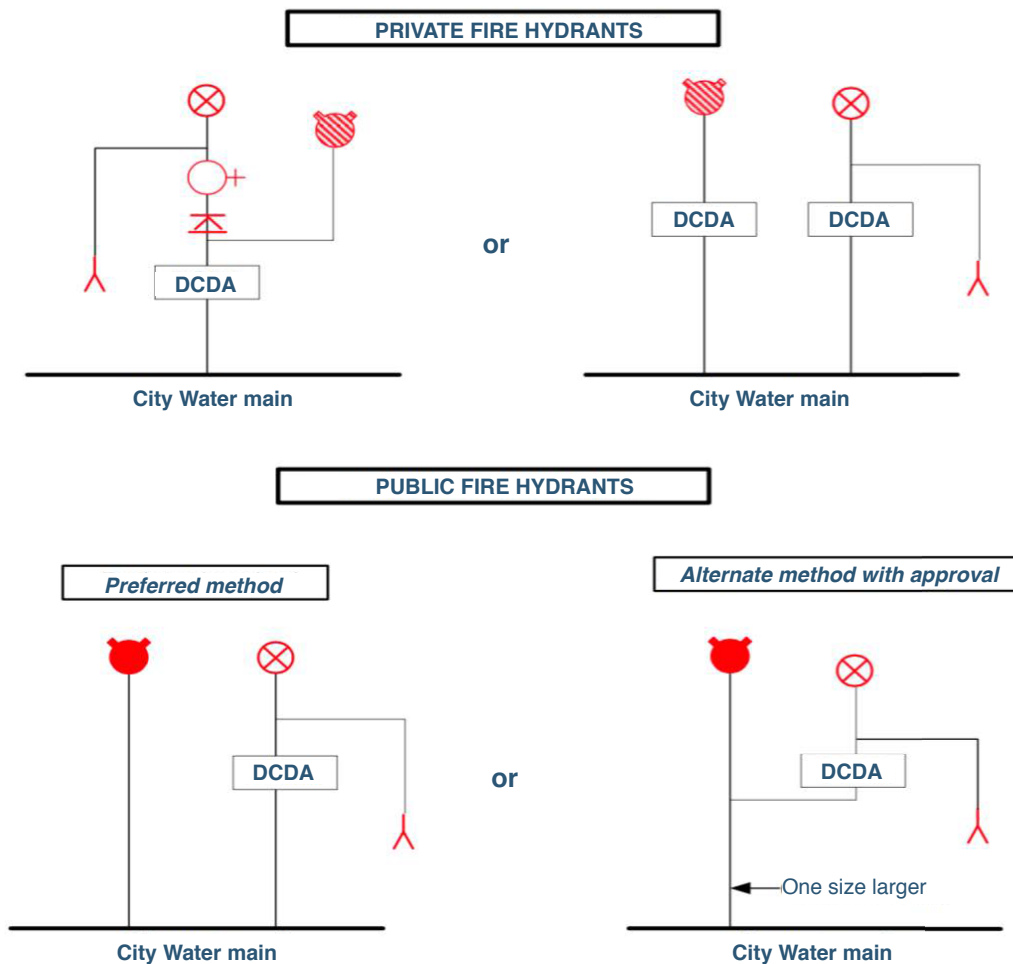 PRIVATE FIRE HYDRANTS
DCDA
City Water main
or
DCDA
DCDA
City Water main
PUBLIC FIRE HYDRANTS
Preferred method
DCDA
City Water main
or
Alternate method with approval
DCDA
One size larger
City Water main